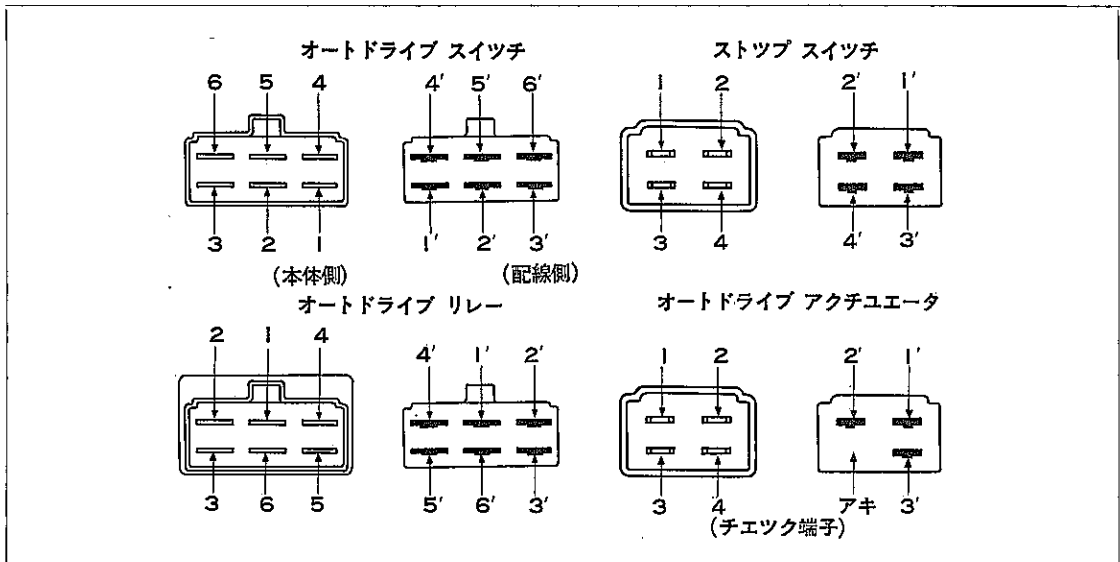 オートドライブ スイツチ
ストツプ スイツチ
6 5 4 4′ 5′ 6′ 1 2 2′ 1′
3 2 1 1′ 2′ 3′ 3 4 4′ 3′
(本体側) (配線側)
オートドライブ リレー
オートドライブ アクチユエータ
2 1 4 4′ 1′ 2′ 1 2 2′ 1′
3 6 5 5′ 6′ 3′ 3 4 アキ 3′
(チエツク端子)